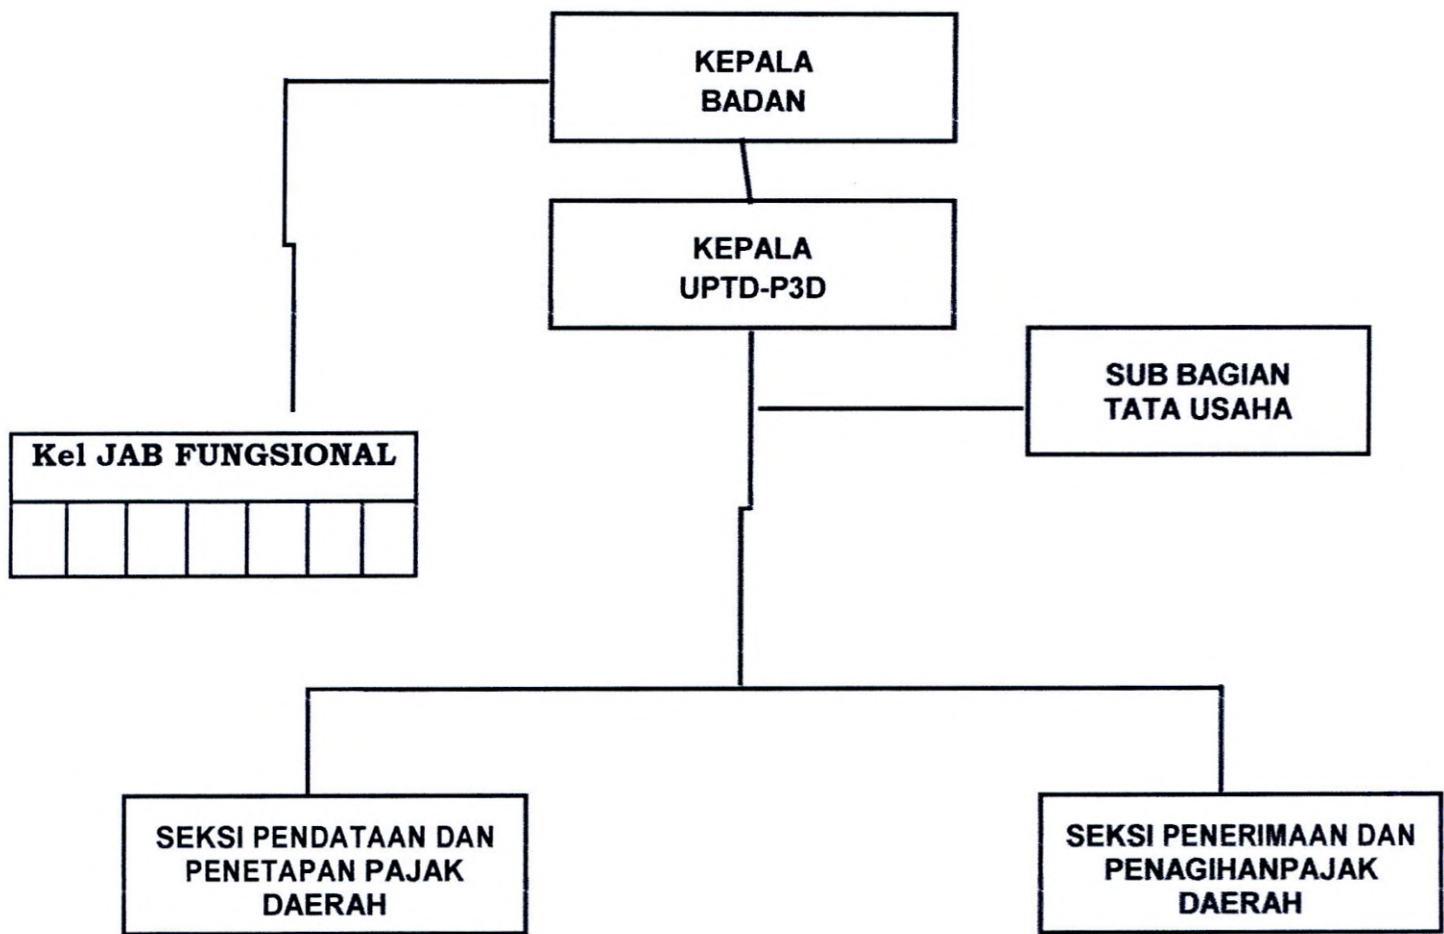 KEPALA
BADAN
KEPALA
UPTD-P3D
SUB BAGIAN
TATA USAHA
Kel JAB FUNGSIONAL
SEKSI PENDATAAN DAN
PENETAPAN PAJAK
DAERAH
SEKSI PENERIMAAN DAN
PENAGIHANPAJAK
DAERAH